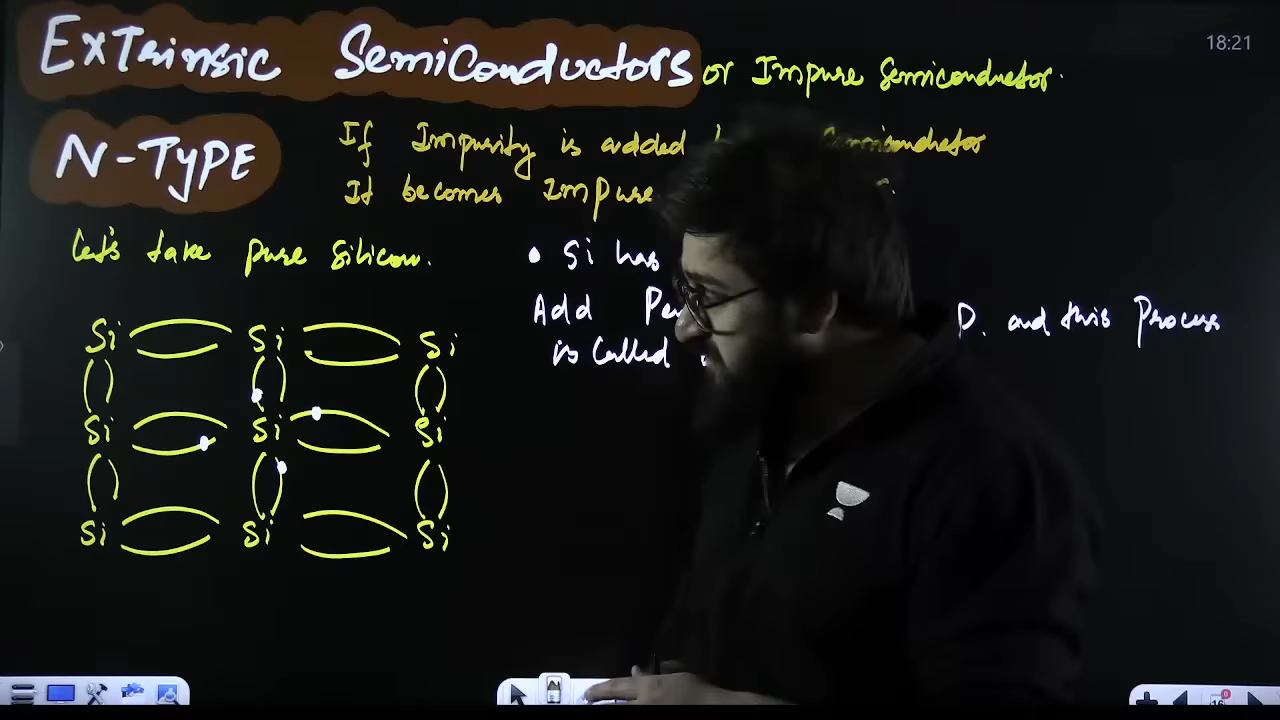 18:21
ExTrinsic SemiConductors or Impure Semiconductor.
N-TYPE
If Impurity is added Semiconductor
It becomes Impure
Let's take pure Silicon.
• Si has
Add D. and this Process
is called
Si Si Si
Si Si Si
Si Si Si